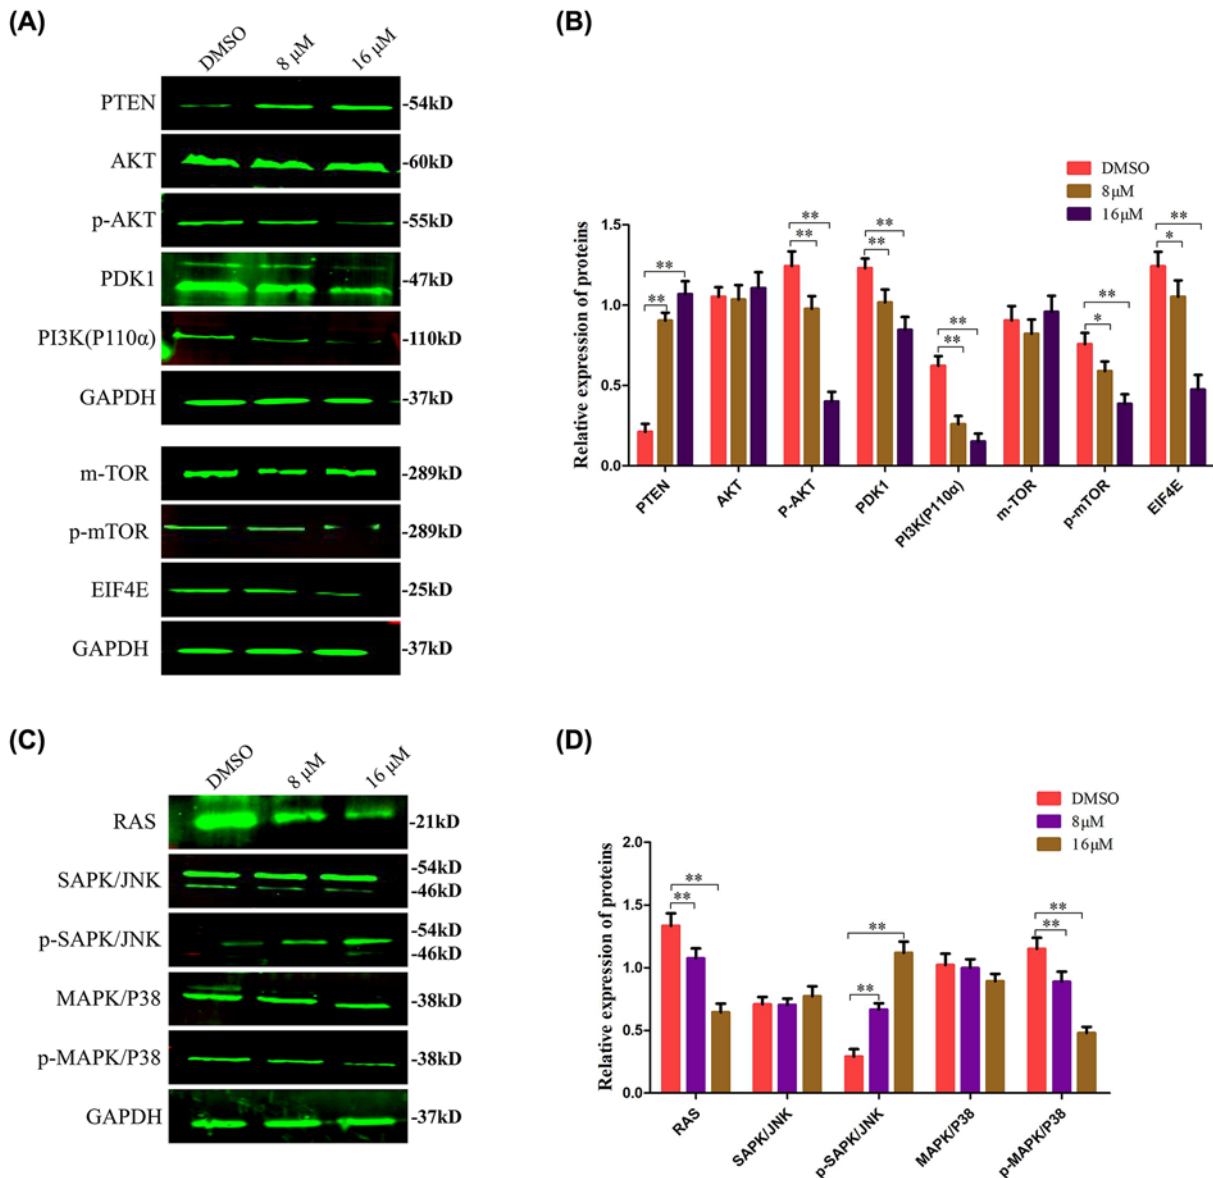 (A)
DMSO 8 μM 16 μM
PTEN -54kD
AKT -60kD
p-AKT -55kD
PDK1 -47kD
PI3K(P110α) -110kD
GAPDH -37kD
m-TOR -289kD
p-mTOR -289kD
EIF4E -25kD
GAPDH -37kD
(B)
DMSO
8μM
16μM
Relative expression of proteins
1.5
1.0
0.5
0.0
** ** ** ** ** ** ** ** ** * ** *
PTEN AKT P-AKT PDK1 PI3K(P110α) m-TOR p-mTOR EIF4E
(C)
DMSO 8 μM 16 μM
RAS -21kD
SAPK/JNK -54kD
-46kD
p-SAPK/JNK -54kD
-46kD
MAPK/P38 -38kD
p-MAPK/P38 -38kD
GAPDH -37kD
(D)
DMSO
8μM
16μM
Relative expression of proteins
2.0
1.5
1.0
0.5
0.0
** ** ** ** ** **
RAS SAPK/JNK p-SAPK/JNK MAPK/P38 p-MAPK/P38